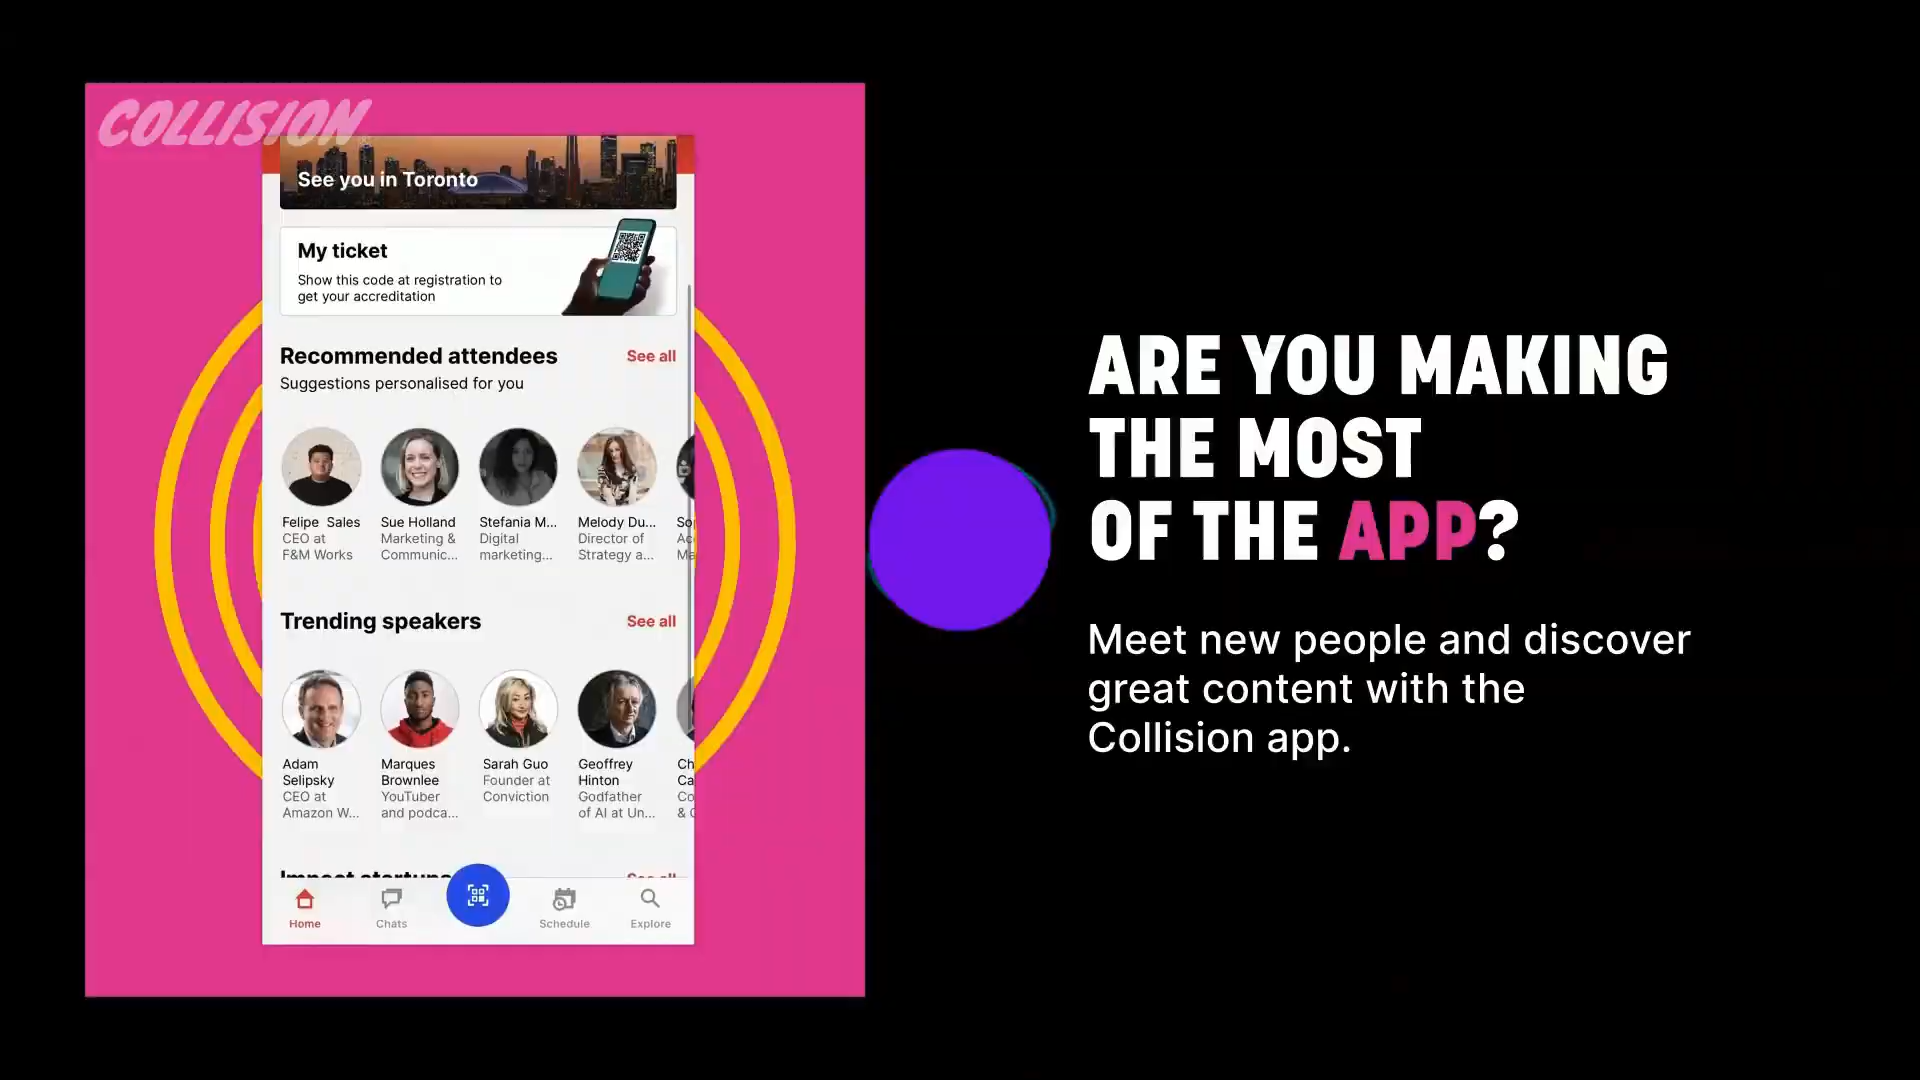 COLLISION
See you in Toronto
My ticket
Show this code at registration to
get your accreditation
Recommended attendees
See all
Suggestions personalised for you
Felipe Sales
CEO at
F&M Works
Sue Holland
Marketing &
Communic...
Stefania M...
Digital
marketing...
Melody Du...
Director of
Strategy a...
Trending speakers
See all
Adam
Selipsky
CEO at
Amazon W...
Marques
Brownlee
YouTuber
and podca...
Sarah Guo
Founder at
Conviction
Geoffrey
Hinton
Godfather
of AI at Un...
Impact startups
See all
Home
Chats
Schedule
Explore
ARE YOU MAKING
THE MOST
OF THE APP?
Meet new people and discover
great content with the
Collision app.